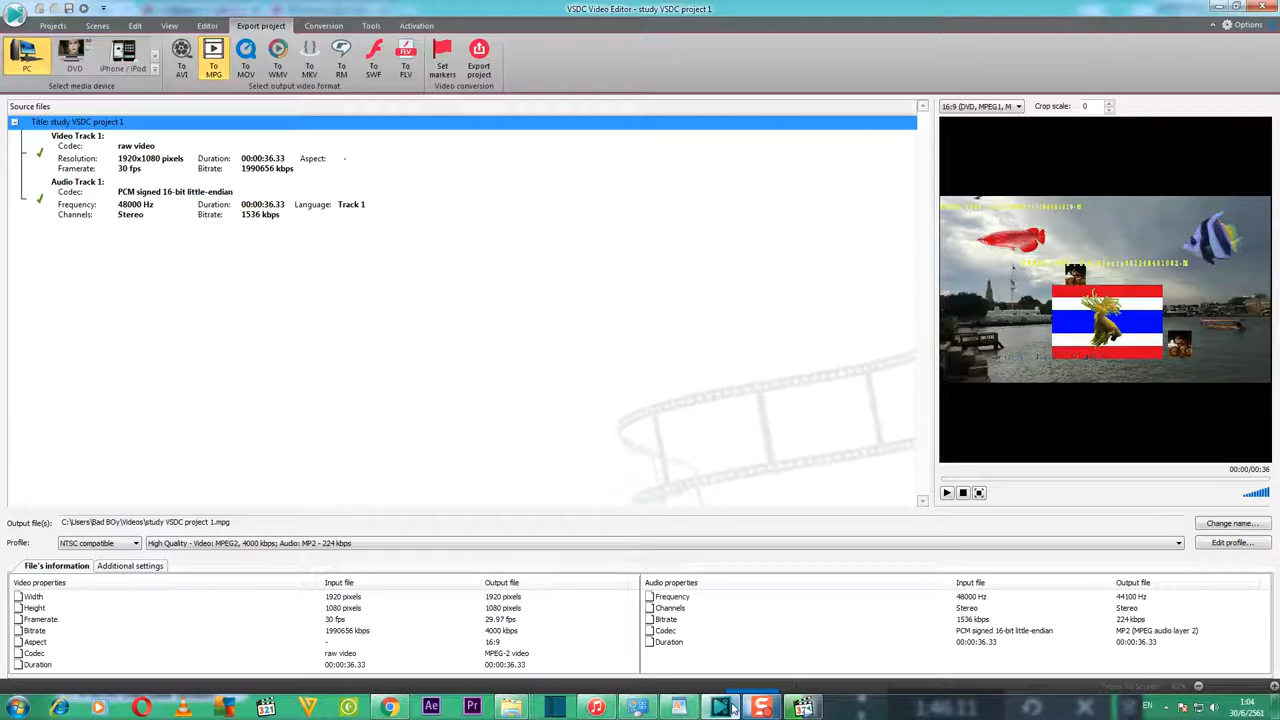 VSDC Video Editor - study VSDC project 1
Projects Scenes Edit View Editor Export project Conversion Tools Activation
Options
PC DVD iPhone / iPod
To AVI To MPG To MOV To WMV To MKV To RM To SWF To FLV
Set markers Export project
Select media device Select output video format Video conversion
Source files
16:9 (DVD, MPEG1, M Crop scale: 0
Title: study VSDC project 1
Video Track 1:
Codec: raw video
Resolution: 1920x1080 pixels Duration: 00:00:36.33 Aspect: -
Framerate: 30 fps Bitrate: 1990656 kbps
Audio Track 1:
Codec: PCM signed 16-bit little-endian
Frequency: 48000 Hz Duration: 00:00:36.33 Language: Track 1
Channels: Stereo Bitrate: 1536 kbps
00:00/00:36
Output file(s): C:\Users\Bad BOy\Videos\study VSDC project 1.mpg
Change name...
Profile: NTSC compatible High Quality - Video: MPEG2, 4000 kbps; Audio: MP2 - 224 kbps
Edit profile...
File's information Additional settings
Video properties Input file Output file
Width 1920 pixels 1920 pixels
Height 1080 pixels 1080 pixels
Framerate 30 fps 29.97 fps
Bitrate 1990656 kbps 4000 kbps
Aspect - 16:9
Codec raw video MPEG-2 video
Duration 00:00:36.33 00:00:36.33
Audio properties Input file Output file
Frequency 48000 Hz 44100 Hz
Channels Stereo Stereo
Bitrate 1536 kbps 224 kbps
Codec PCM signed 16-bit little-endian MP2 (MPEG audio layer 2)
Duration 00:00:36.33 00:00:36.33
321 Ae Pr
EN 1:04
30/6/2561